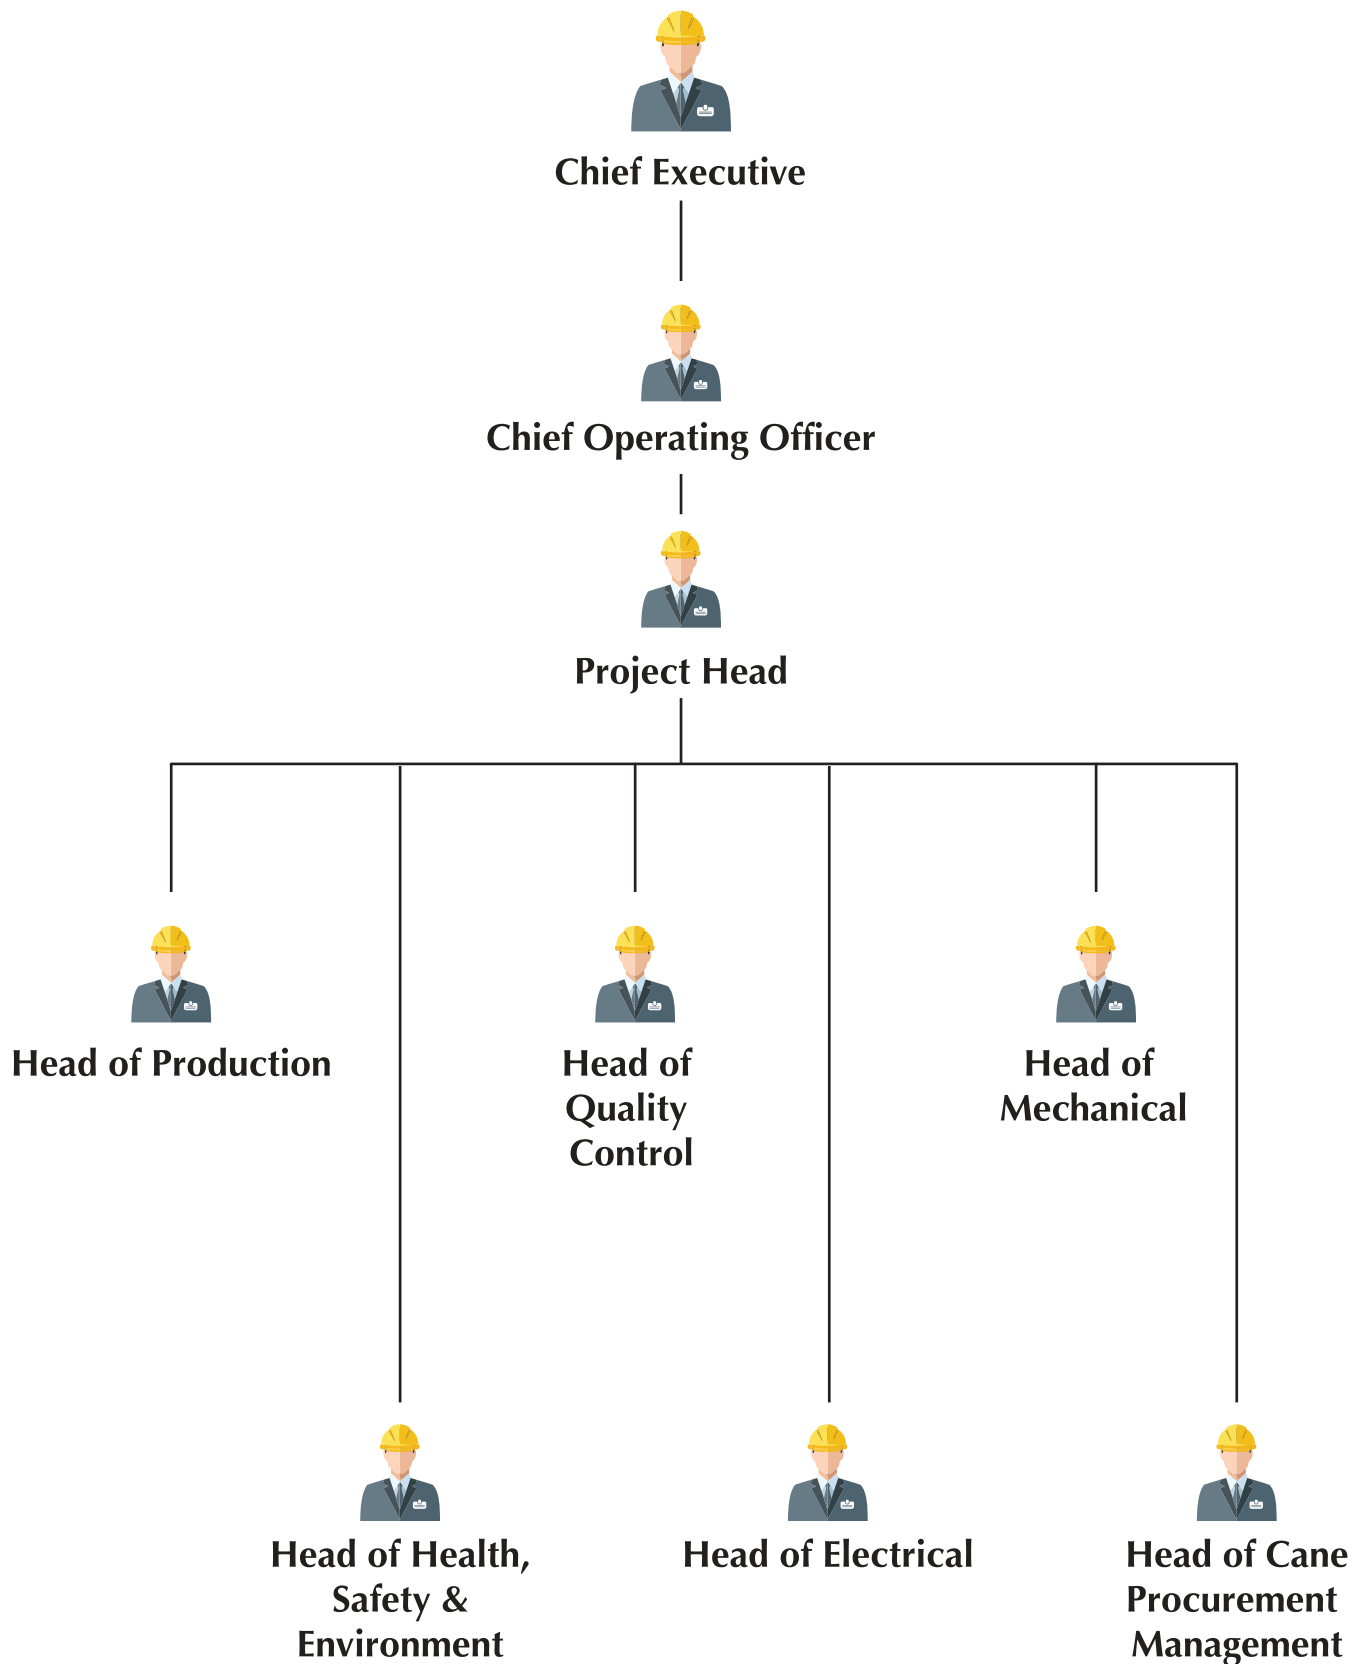 Chief Executive
Chief Operating Officer
Project Head
Head of Production
Head of
Quality
Control
Head of
Mechanical
Head of Health,
Safety &
Environment
Head of Electrical
Head of Cane
Procurement
Management